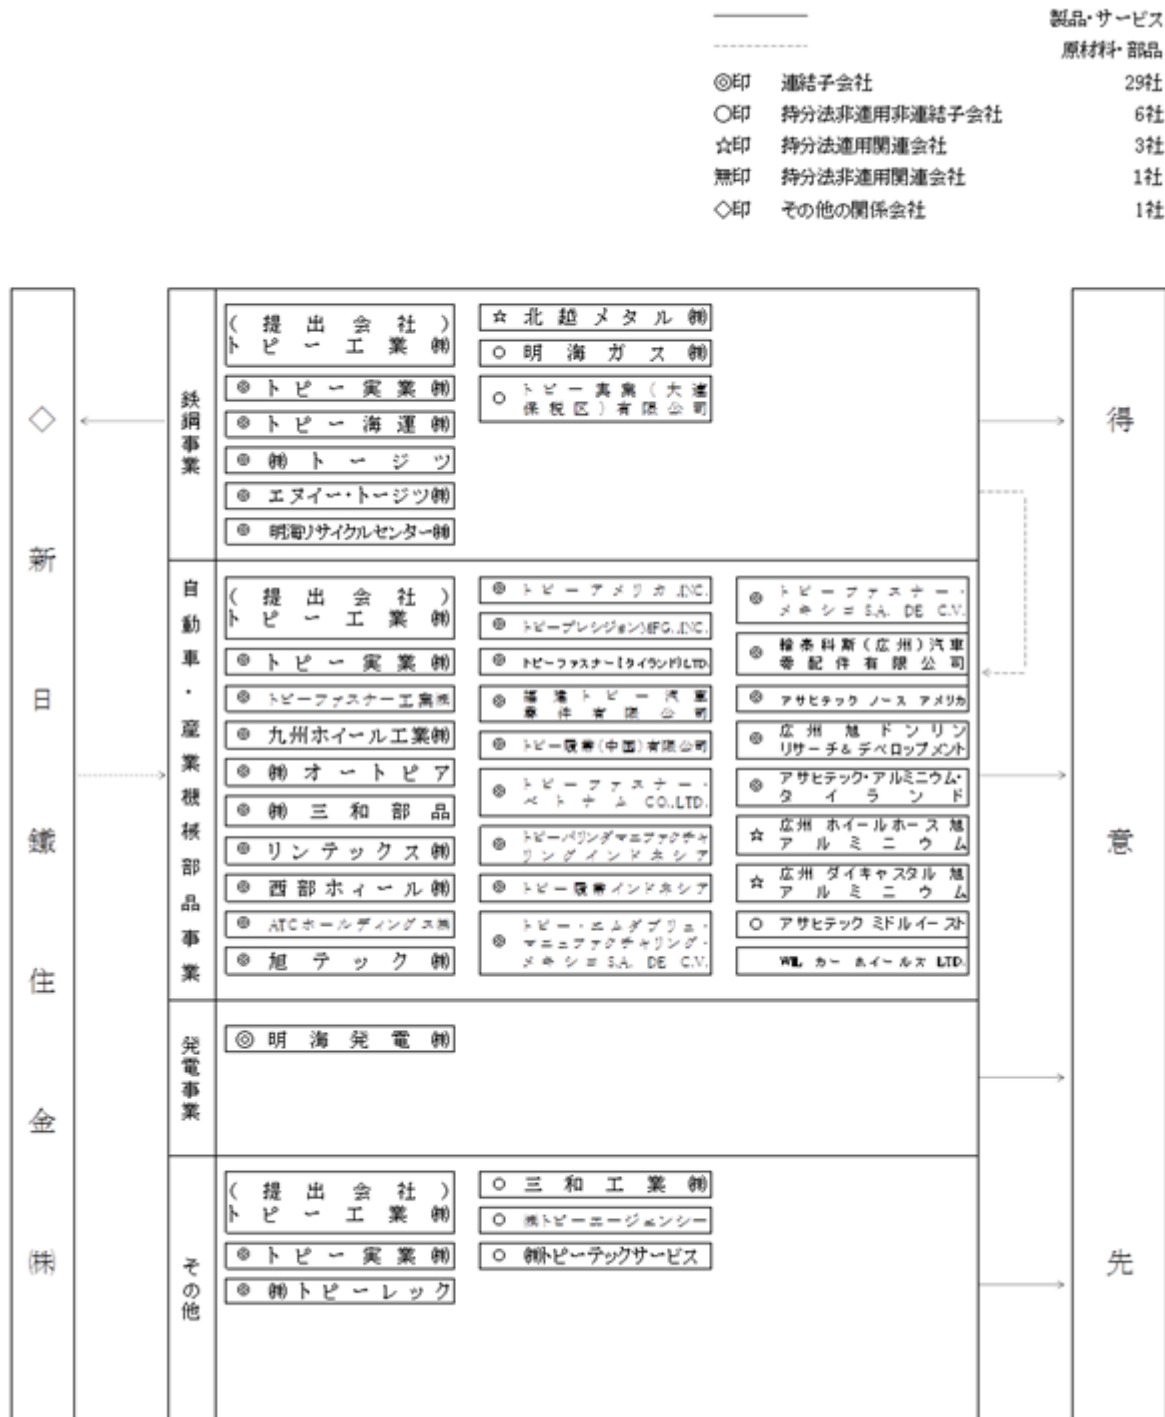 製品・サービス
原材料・部品
◎印 連結子会社 29社
○印 持分法非適用非連結子会社 6社
☆印 持分法適用関連会社 3社
無印 持分法非適用関連会社 1社
◇印 その他の関係会社 1社
◇新日鐵住金㈱
鉄鋼事業
(提出会社)
トピー工業㈱
◎ トピー実業㈱
◎ トピー海運㈱
◎ ㈱トージツ
◎ エヌイー・トージツ㈱
◎ 明海リサイクルセンター㈱
☆ 北越メタル㈱
○ 明海ガス㈱
○ トピー実業(大連
保税区)有限公司
自動車・産業機械部品事業
(提出会社)
トピー工業㈱
◎ トピー実業㈱
◎ トピーファスナー工業㈱
◎ 九州ホイール工業㈱
◎ ㈱オートピア
◎ ㈱三和部品
◎ リンテックス㈱
◎ 西部ホィール㈱
◎ ATCホールディングス㈱
◎ 旭テック㈱
◎ トピーアメリカ,INC.
◎ トピープレシジョンMFG.,INC.
◎ トピーファスナー(タイランド)LTD.
◎ 福建トピー汽車
零件有限公司
◎ トピー履帯(中国)有限公司
◎ トピーファスナー・
ベトナムCO.,LTD.
◎ トピーパリンダマニファクチャ
リングインドネシア
◎ トピー履帯インドネシア
◎ トピー・エムダブリュ・
マニュファクチャリング・
メキシコS.A. DE C.V.
◎ トピーファスナー・
メキシコS.A. DE C.V.
◎ 輪泰科斯(広州)汽車
零配件有限公司
◎ アサヒテック ノース アメリカ
◎ 広州 旭 ドンリン
リサーチ& デベロップメント
◎ アサヒテック・アルミニウム・
タイランド
☆ 広州 ホイールホース 旭
アルミニウム
☆ 広州 ダイキャスタル 旭
アルミニウム
○ アサヒテック ミドルイースト
WIL カー ホイールズ LTD.
発電事業
◎ 明海発電㈱
その他
(提出会社)
トピー工業㈱
◎ トピー実業㈱
◎ ㈱トピーレック
○ 三和工業㈱
○ ㈱トピーエージェンシー
○ ㈱トピーテックサービス
得意先